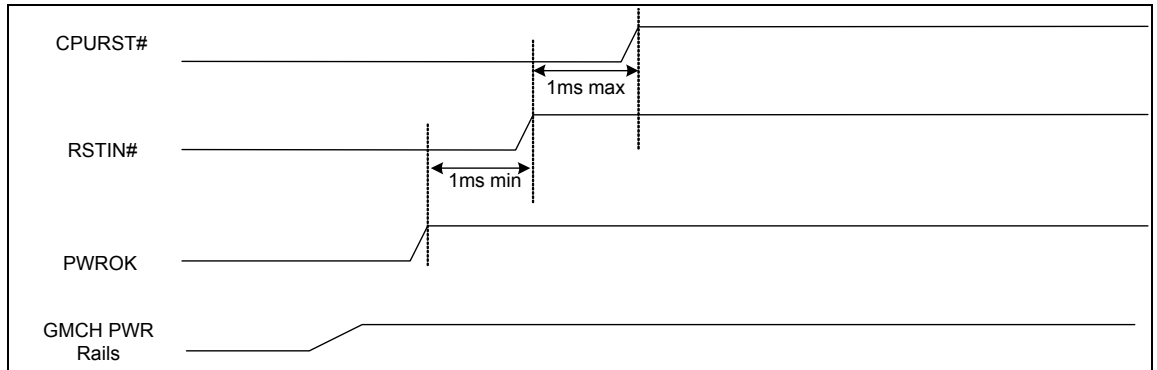 CPURST#
1ms max
RSTIN#
1ms min
PWROK
GMCH PWR
Rails